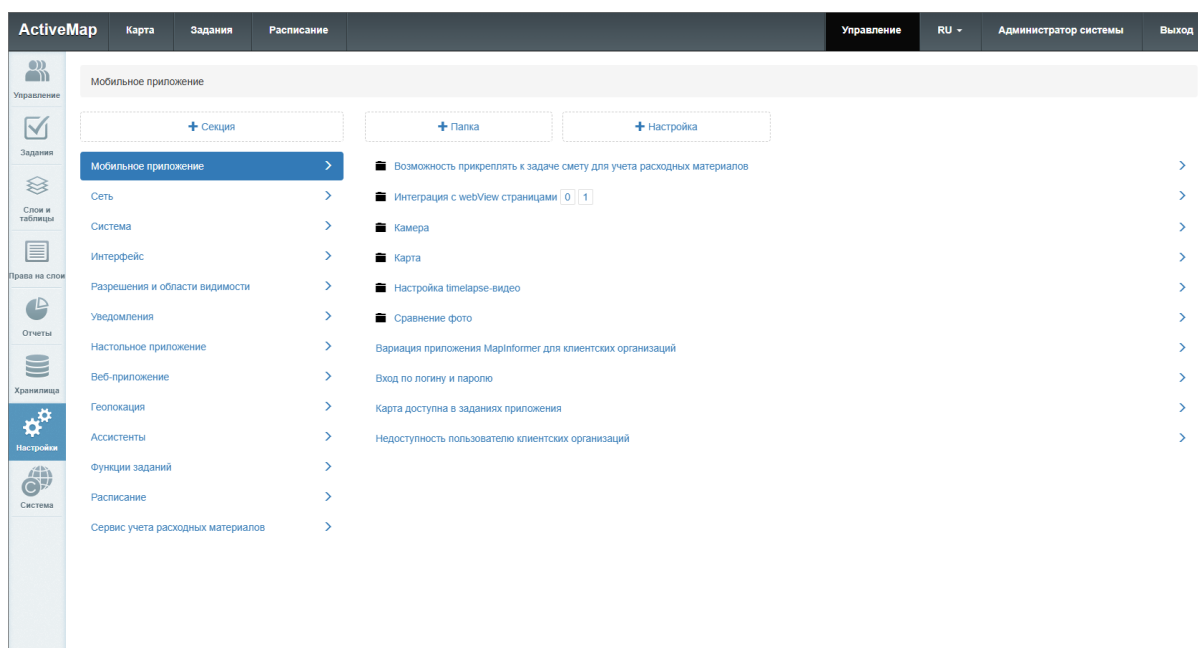 ActiveMap Карта Задания Расписание Управление RU Администратор системы Выход
Управление
Задания
Слои и
таблицы
Права на слои
Отчеты
Хранилища
Настройки
Система
Мобильное приложение
+ Секция
+ Папка
+ Настройка
Мобильное приложение
Сеть
Система
Интерфейс
Разрешения и области видимости
Уведомления
Настольное приложение
Веб-приложение
Геолокация
Ассистенты
Функции заданий
Расписание
Сервис учета расходных материалов
Возможность прикреплять к задаче смету для учета расходных материалов
Интеграция с webView страницами 0 1
Камера
Карта
Настройка timelapse-видео
Сравнение фото
Вариация приложения MapInformer для клиентских организаций
Вход по логину и паролю
Карта доступна в заданиях приложения
Недоступность пользователю клиентских организаций